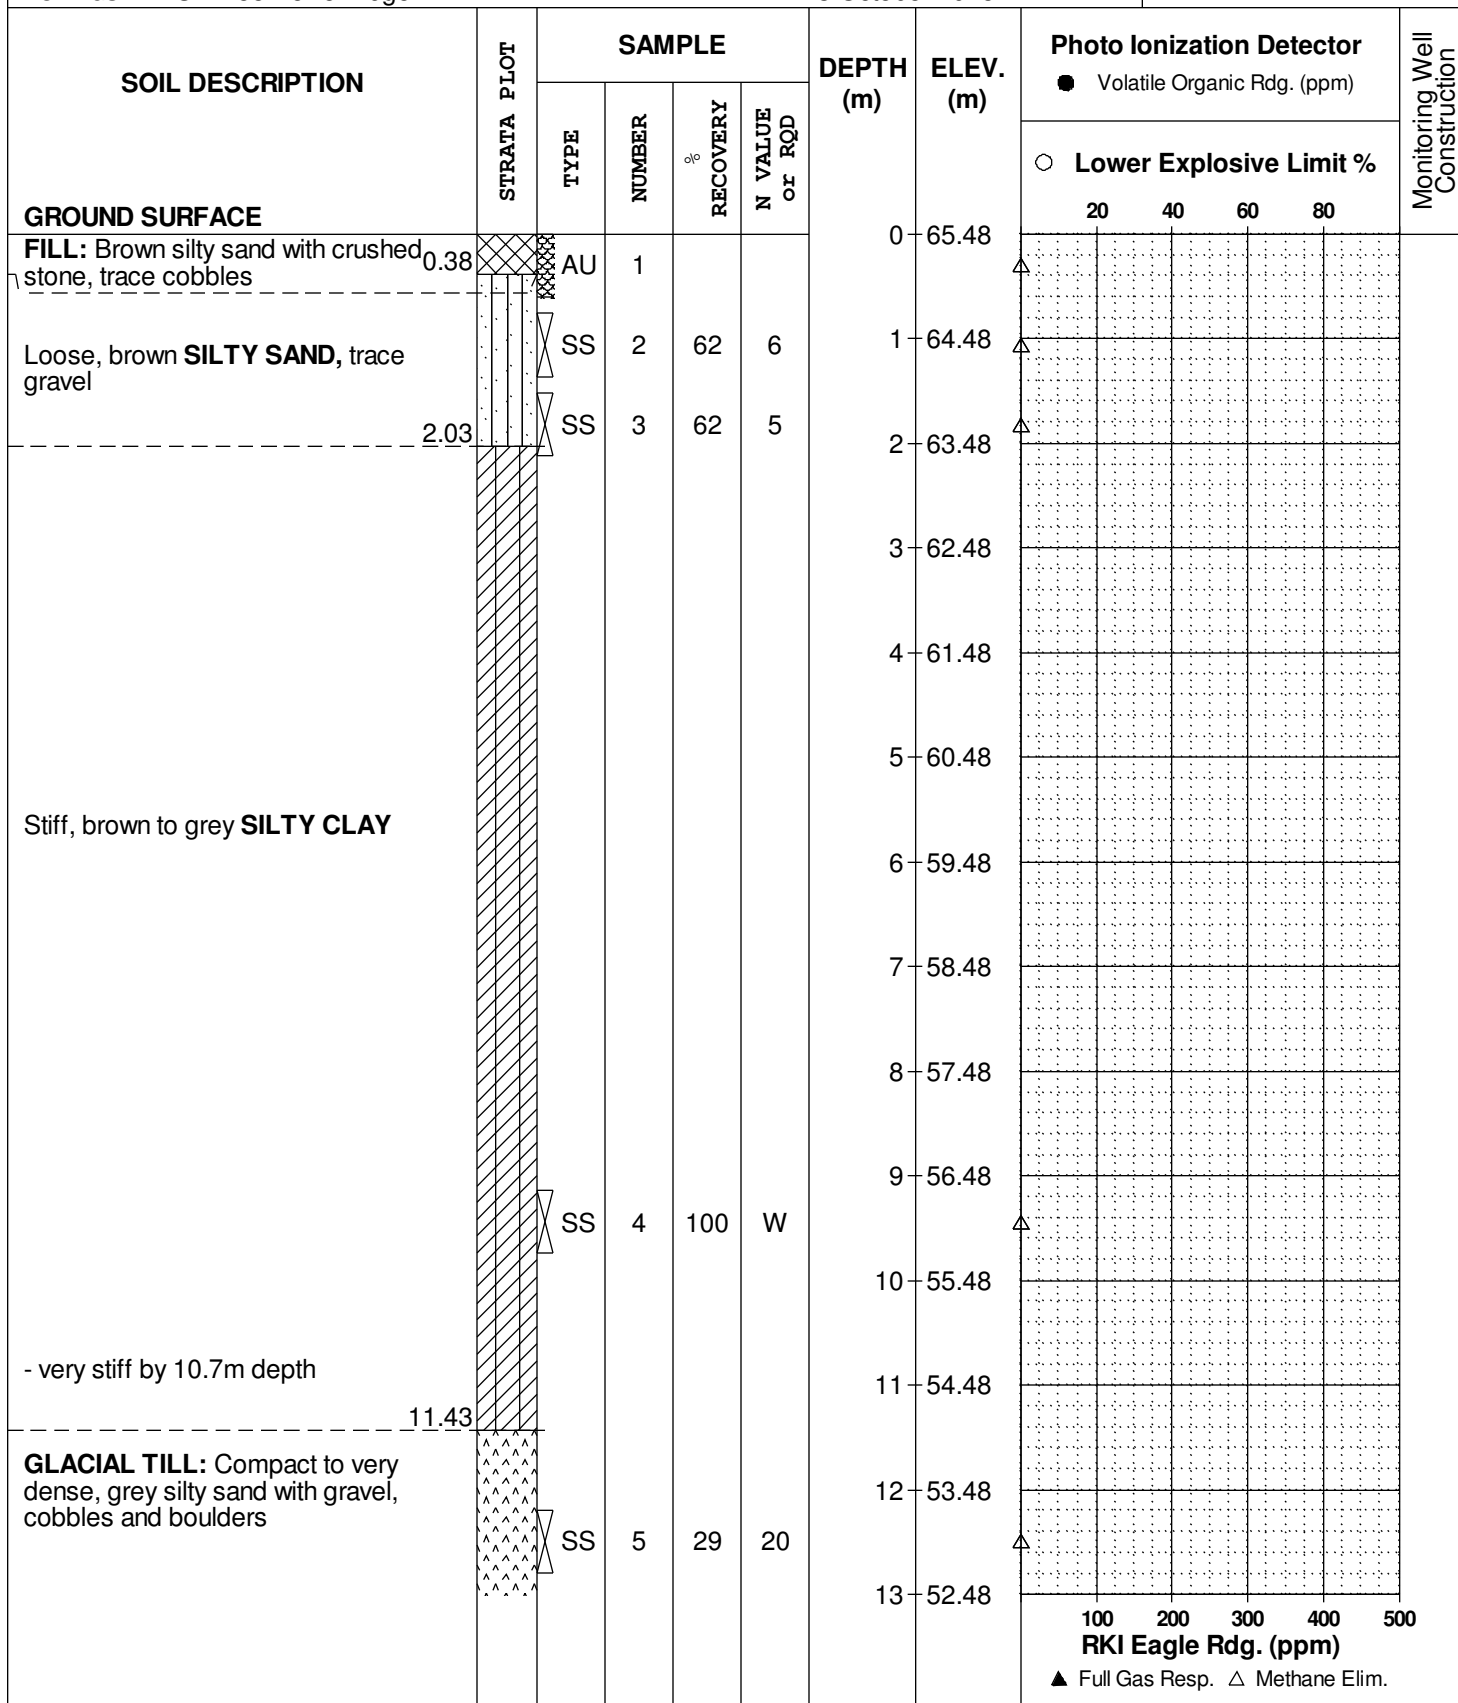 SOIL DESCRIPTION
GROUND SURFACE
STRATA PLOT
SAMPLE
TYPE
NUMBER
%
RECOVERY
N VALUE
or RQD
DEPTH
(m)
ELEV.
(m)
Photo Ionization Detector
● Volatile Organic Rdg. (ppm)
○ Lower Explosive Limit %
20 40 60 80
Monitoring Well
Construction
0 65.48
FILL: Brown silty sand with crushed
stone, trace cobbles
0.38
AU 1
Loose, brown SILTY SAND, trace
gravel
SS 2 62 6
1 64.48
SS 3 62 5
2.03
2 63.48
3 62.48
4 61.48
5 60.48
Stiff, brown to grey SILTY CLAY
6 59.48
7 58.48
8 57.48
9 56.48
SS 4 100 W
10 55.48
- very stiff by 10.7m depth
11 54.48
11.43
GLACIAL TILL: Compact to very
dense, grey silty sand with gravel,
cobbles and boulders
12 53.48
SS 5 29 20
13 52.48
100 200 300 400 500
RKI Eagle Rdg. (ppm)
▲ Full Gas Resp. △ Methane Elim.